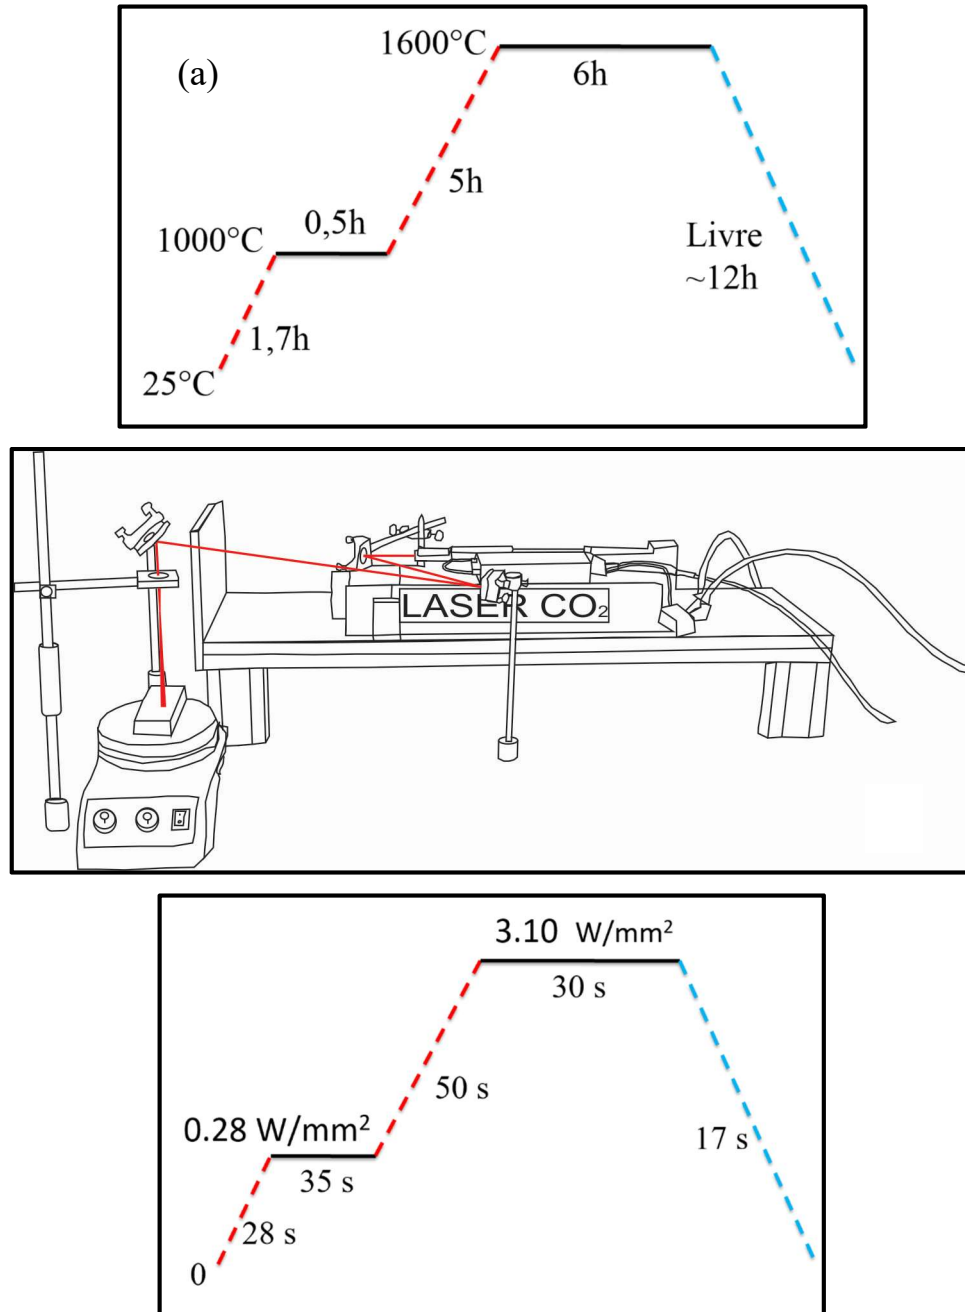 1600°C
(a)
6h
5h
0,5h
1000°C
Livre
~12h
1,7h
25°C
LASER CO₂
3.10 W/mm²
30 s
50 s
0.28 W/mm²
17 s
35 s
28 s
0